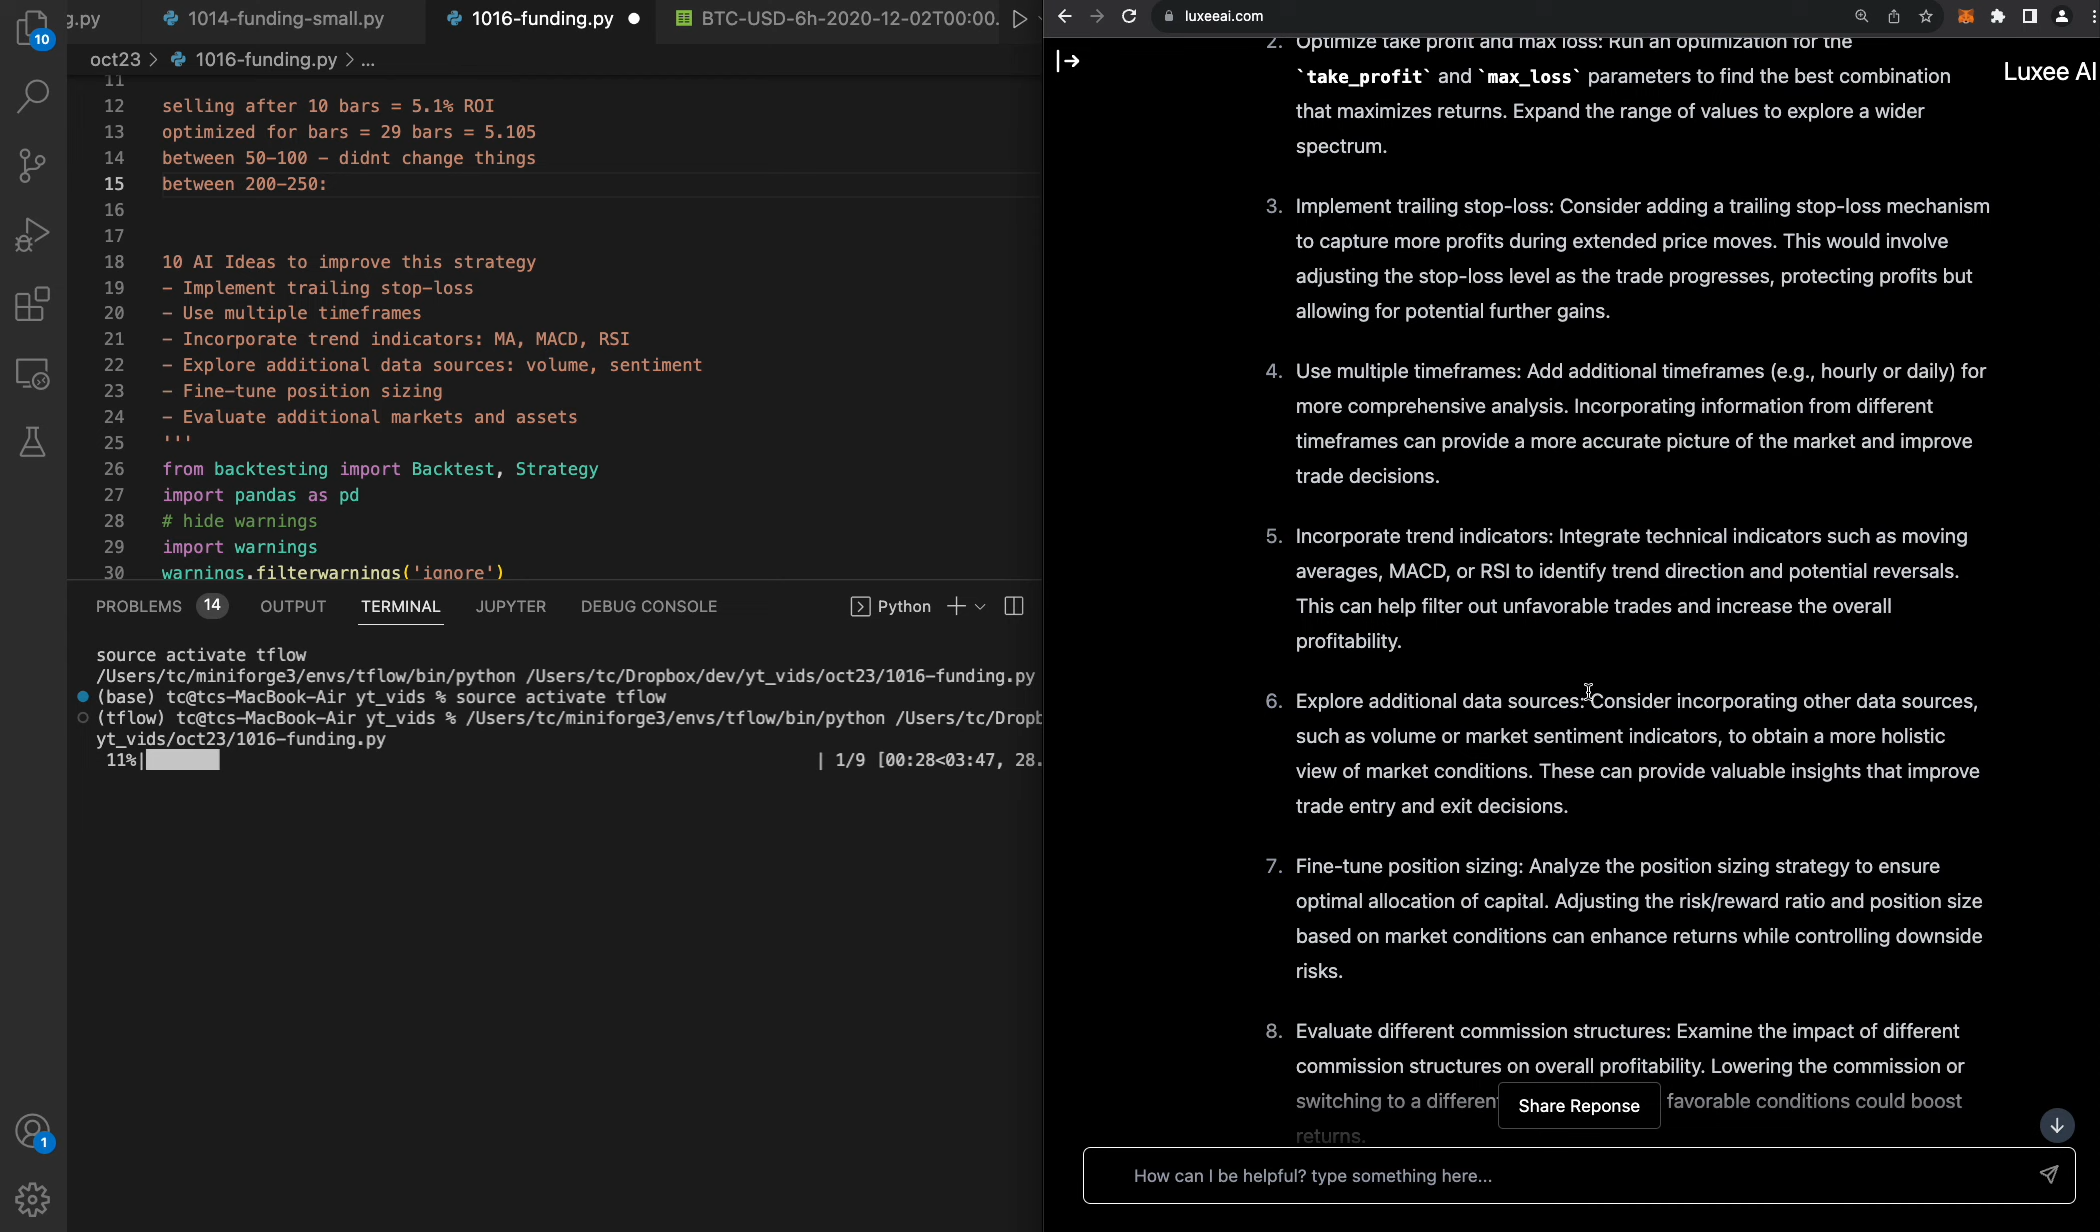 10
g.py
1014-funding-small.py
1016-funding.py
BTC-USD-6h-2020-12-02T00:00.
oct23 > 1016-funding.py > ...
11
12 selling after 10 bars = 5.1% ROI
13 optimized for bars = 29 bars = 5.105
14 between 50-100 - didnt change things
15 between 200-250:
16
17
18 10 AI Ideas to improve this strategy
19 - Implement trailing stop-loss
20 - Use multiple timeframes
21 - Incorporate trend indicators: MA, MACD, RSI
22 - Explore additional data sources: volume, sentiment
23 - Fine-tune position sizing
24 - Evaluate additional markets and assets
25 '''
26 from backtesting import Backtest, Strategy
27 import pandas as pd
28 # hide warnings
29 import warnings
30 warnings.filterwarnings('ignore')
PROBLEMS 14 OUTPUT TERMINAL JUPYTER DEBUG CONSOLE Python
source activate tflow
/Users/tc/miniforge3/envs/tflow/bin/python /Users/tc/Dropbox/dev/yt_vids/oct23/1016-funding.py
(base) tc@tcs-MacBook-Air yt_vids % source activate tflow
(tflow) tc@tcs-MacBook-Air yt_vids % /Users/tc/miniforge3/envs/tflow/bin/python /Users/tc/Dropb
yt_vids/oct23/1016-funding.py
11%| | 1/9 [00:28<03:47, 28.
1
luxeeai.com
Luxee AI
2. Optimize take profit and max loss: Run an optimization for the
`take_profit` and `max_loss` parameters to find the best combination
that maximizes returns. Expand the range of values to explore a wider
spectrum.
3. Implement trailing stop-loss: Consider adding a trailing stop-loss mechanism
to capture more profits during extended price moves. This would involve
adjusting the stop-loss level as the trade progresses, protecting profits but
allowing for potential further gains.
4. Use multiple timeframes: Add additional timeframes (e.g., hourly or daily) for
more comprehensive analysis. Incorporating information from different
timeframes can provide a more accurate picture of the market and improve
trade decisions.
5. Incorporate trend indicators: Integrate technical indicators such as moving
averages, MACD, or RSI to identify trend direction and potential reversals.
This can help filter out unfavorable trades and increase the overall
profitability.
6. Explore additional data sources: Consider incorporating other data sources,
such as volume or market sentiment indicators, to obtain a more holistic
view of market conditions. These can provide valuable insights that improve
trade entry and exit decisions.
7. Fine-tune position sizing: Analyze the position sizing strategy to ensure
optimal allocation of capital. Adjusting the risk/reward ratio and position size
based on market conditions can enhance returns while controlling downside
risks.
8. Evaluate different commission structures: Examine the impact of different
commission structures on overall profitability. Lowering the commission or
switching to a differen favorable conditions could boost
returns.
Share Reponse
How can I be helpful? type something here...